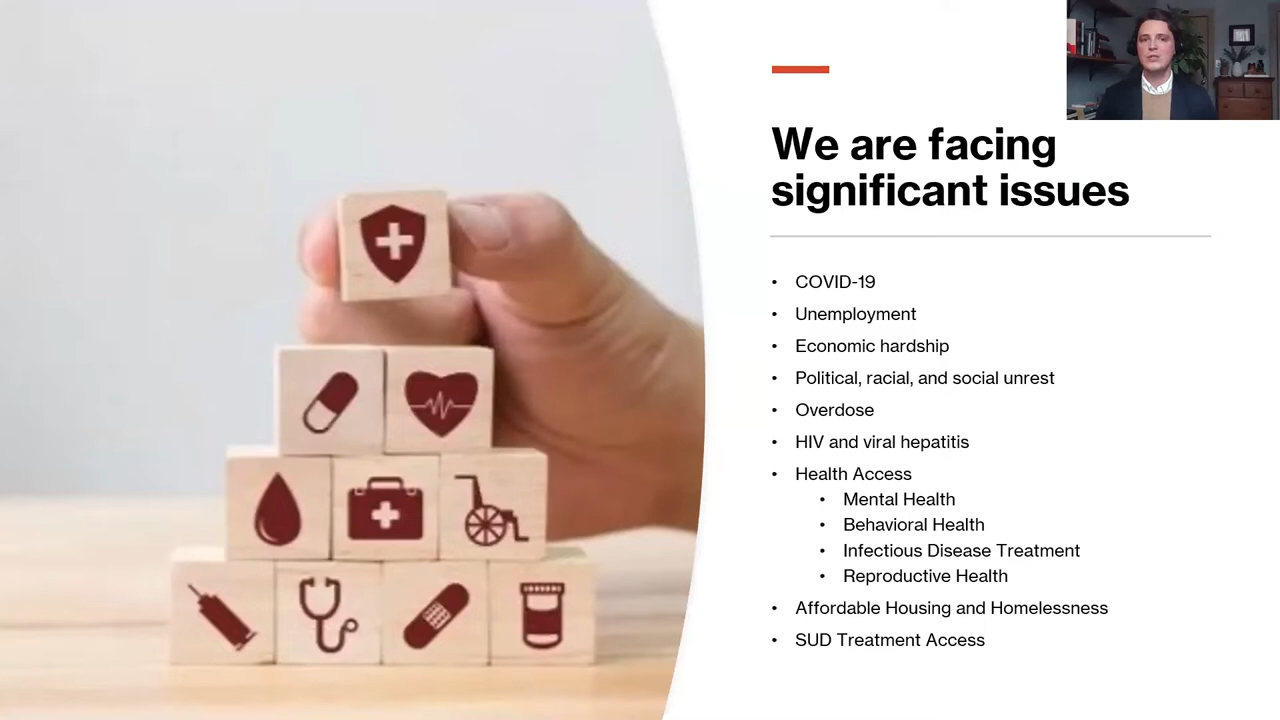 We are facing
significant issues
• COVID-19
• Unemployment
• Economic hardship
• Political, racial, and social unrest
• Overdose
• HIV and viral hepatitis
• Health Access
• Mental Health
• Behavioral Health
• Infectious Disease Treatment
• Reproductive Health
• Affordable Housing and Homelessness
• SUD Treatment Access